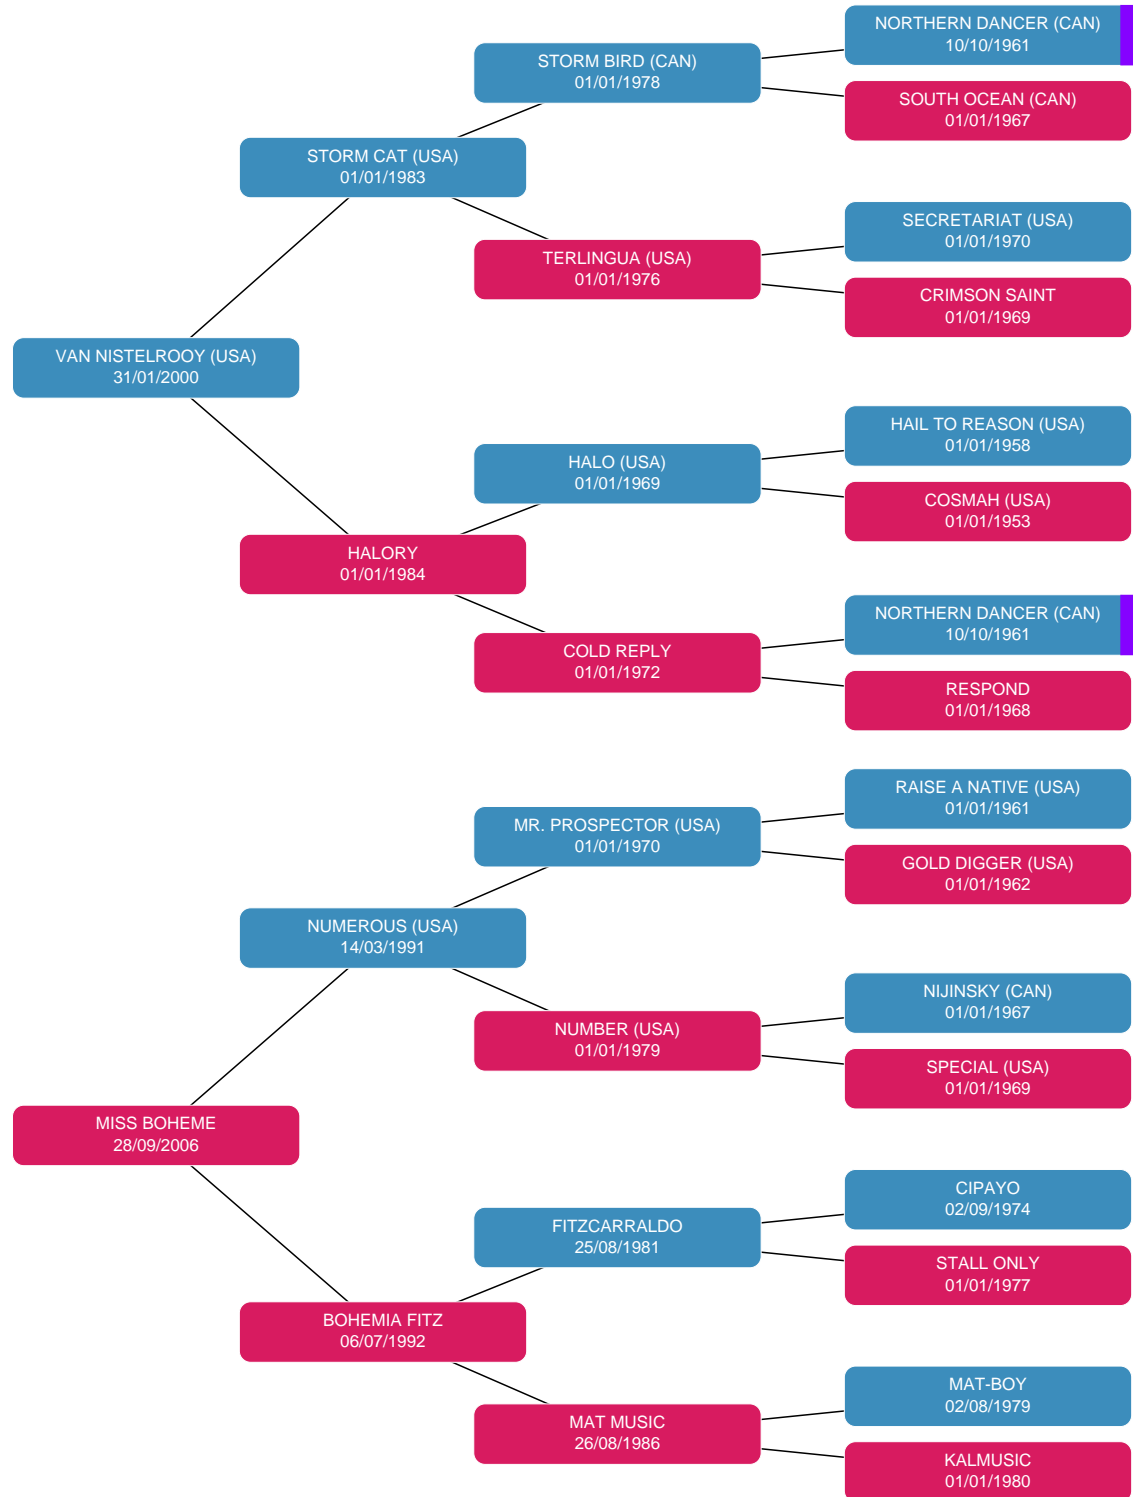 NORTHERN DANCER (CAN)
10/10/1961
STORM BIRD (CAN)
01/01/1978
SOUTH OCEAN (CAN)
01/01/1967
STORM CAT (USA)
01/01/1983
SECRETARIAT (USA)
01/01/1970
TERLINGUA (USA)
01/01/1976
CRIMSON SAINT
01/01/1969
VAN NISTELROOY (USA)
31/01/2000
HAIL TO REASON (USA)
01/01/1958
HALO (USA)
01/01/1969
COSMAH (USA)
01/01/1953
HALORY
01/01/1984
NORTHERN DANCER (CAN)
10/10/1961
COLD REPLY
01/01/1972
RESPOND
01/01/1968
RAISE A NATIVE (USA)
01/01/1961
MR. PROSPECTOR (USA)
01/01/1970
GOLD DIGGER (USA)
01/01/1962
NUMEROUS (USA)
14/03/1991
NIJINSKY (CAN)
01/01/1967
NUMBER (USA)
01/01/1979
SPECIAL (USA)
01/01/1969
MISS BOHEME
28/09/2006
CIPAYO
02/09/1974
FITZCARRALDO
25/08/1981
STALL ONLY
01/01/1977
BOHEMIA FITZ
06/07/1992
MAT-BOY
02/08/1979
MAT MUSIC
26/08/1986
KALMUSIC
01/01/1980